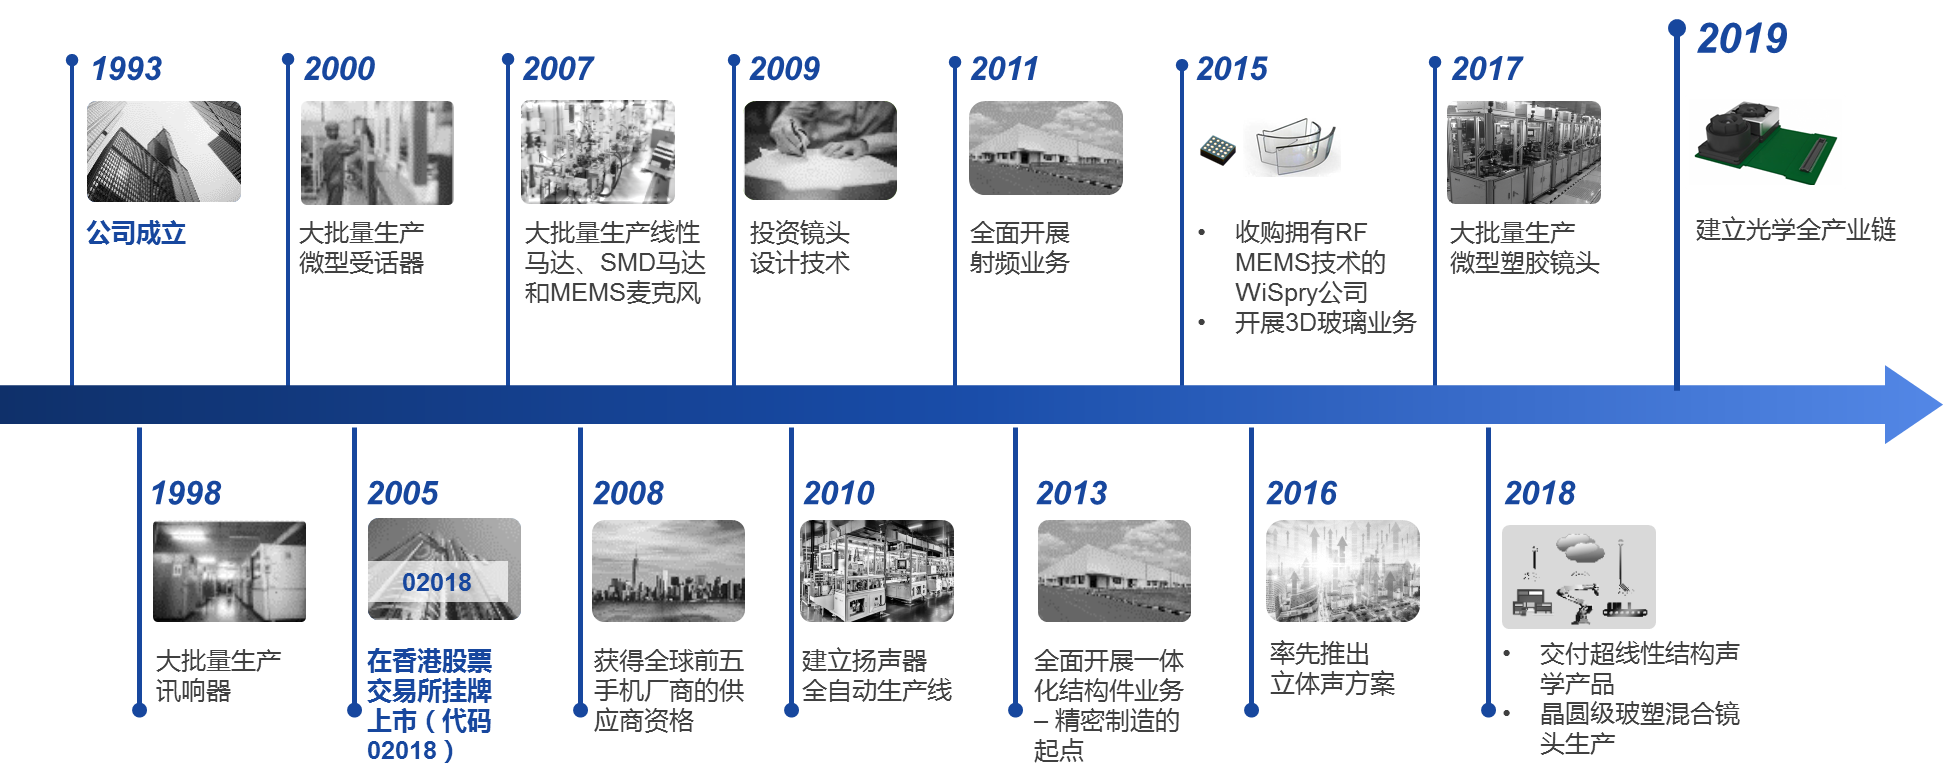 1993
公司成立
2000
大批量生产
微型受话器
2007
大批量生产线性
马达、SMD马达
和MEMS麦克风
2009
投资镜头
设计技术
2011
全面开展
射频业务
2015
• 收购拥有RF
MEMS技术的
WiSpry公司
• 开展3D玻璃业务
2017
大批量生产
微型塑胶镜头
2019
建立光学全产业链
1998
大批量生产
讯响器
2005
02018
在香港股票
交易所挂牌
上市（代码
02018）
2008
获得全球前五
手机厂商的供
应商资格
2010
建立扬声器
全自动生产线
2013
全面开展一体
化结构件业务
– 精密制造的
起点
2016
率先推出
立体声方案
2018
• 交付超线性结构声
学产品
• 晶圆级玻塑混合镜
头生产